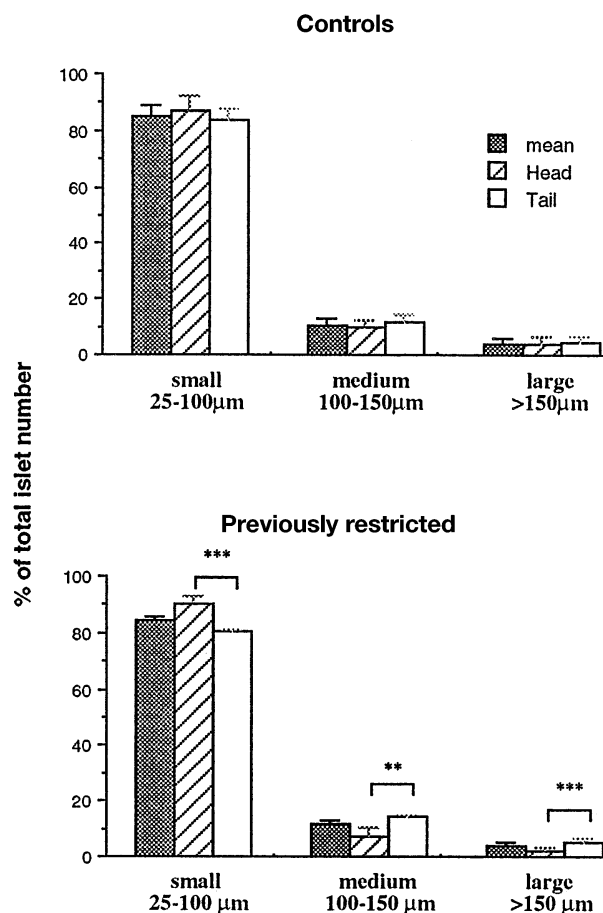 Controls
% of total islet number
100
80
60
40
20
0
mean
Head
Tail
small
25-100µm
medium
100-150µm
large
>150µm
Previously restricted
100
80
60
40
20
0
***
**
***
small
25-100 µm
medium
100-150 µm
large
>150 µm